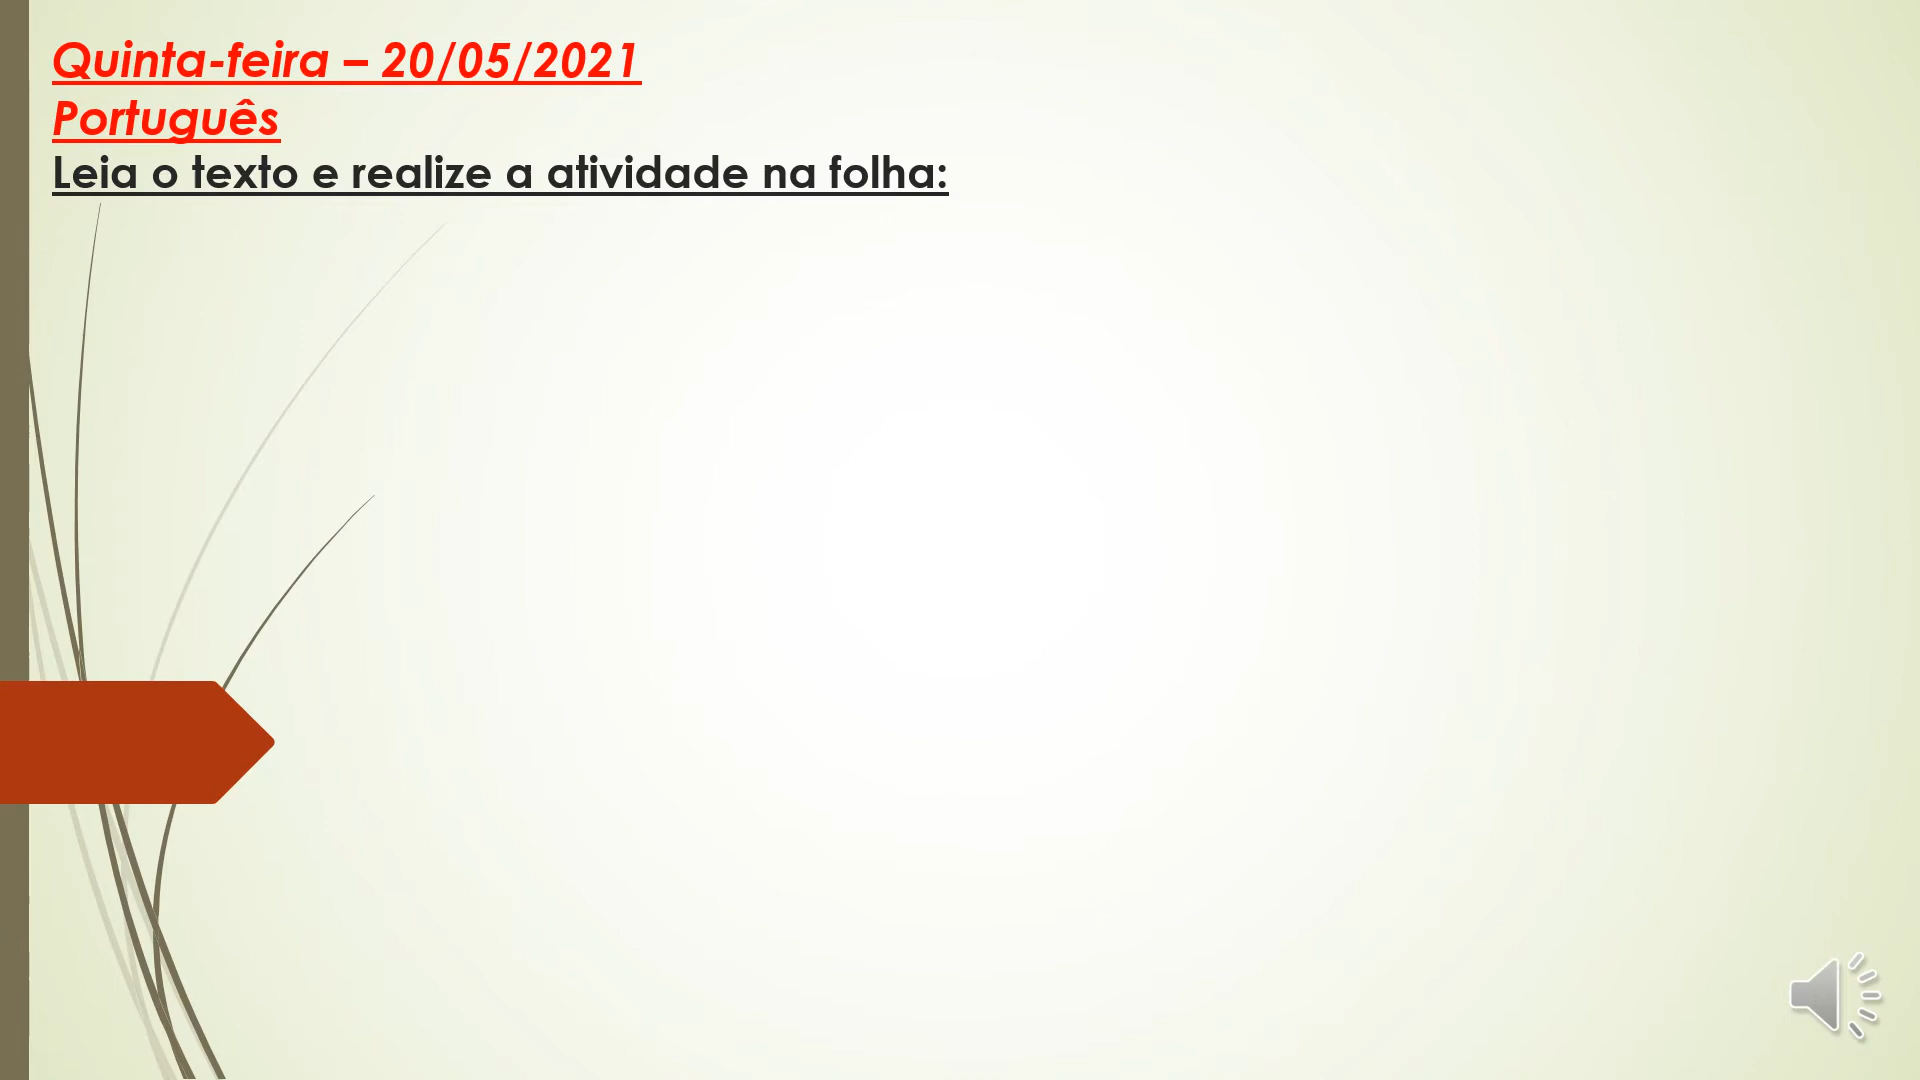 Quinta-feira – 20/05/2021
Português
Leia o texto e realize a atividade na folha: